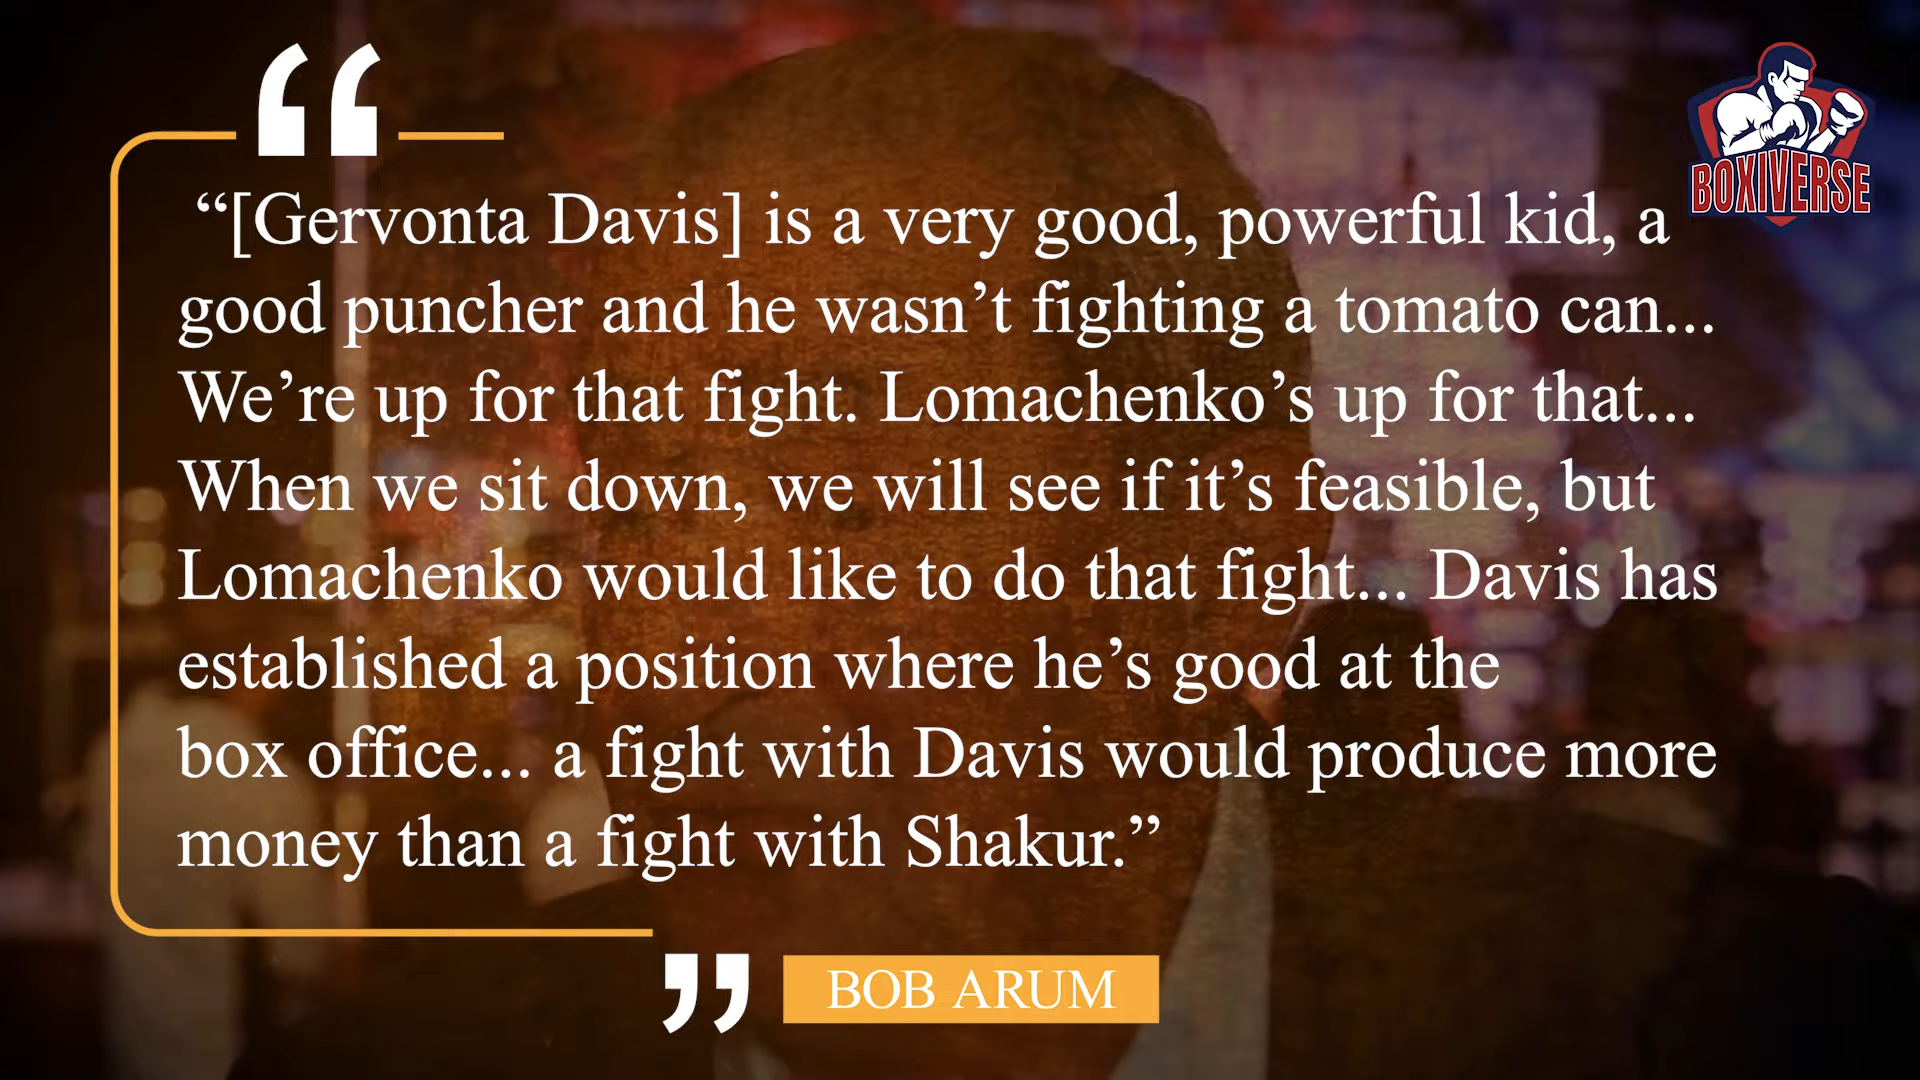 BOXIVERSE
“[Gervonta Davis] is a very good, powerful kid, a
good puncher and he wasn’t fighting a tomato can...
We’re up for that fight. Lomachenko’s up for that...
When we sit down, we will see if it’s feasible, but
Lomachenko would like to do that fight... Davis has
established a position where he’s good at the
box office... a fight with Davis would produce more
money than a fight with Shakur.”
BOB ARUM